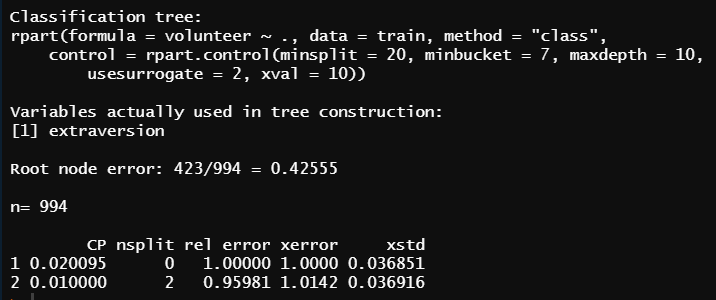 Classification tree:
rpart(formula = volunteer ~ ., data = train, method = "class",
    control = rpart.control(minsplit = 20, minbucket = 7, maxdepth = 10,
        usesurrogate = 2, xval = 10))

Variables actually used in tree construction:
[1] extraversion

Root node error: 423/994 = 0.42555

n= 994

        CP nsplit rel error xerror     xstd
1 0.020095      0   1.00000 1.0000 0.036851
2 0.010000      2   0.95981 1.0142 0.036916